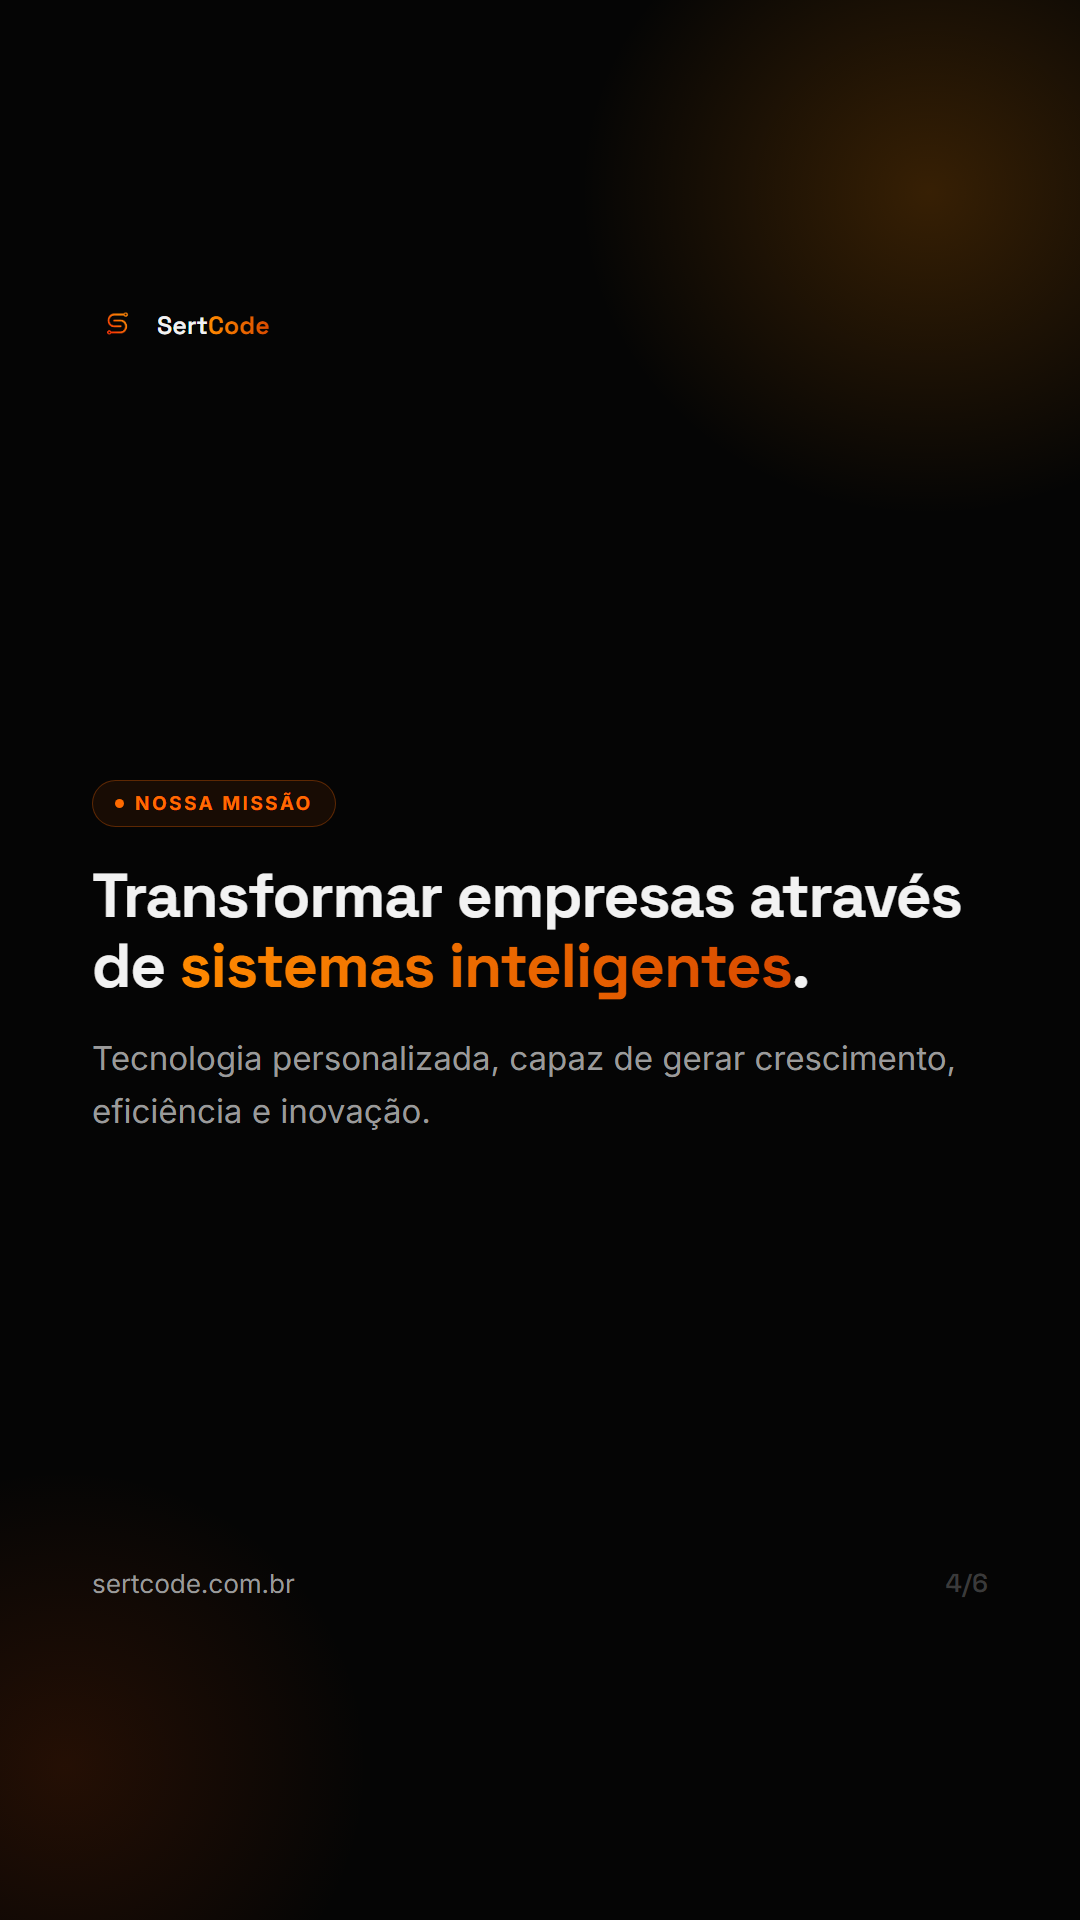 SertCode
NOSSA MISSÃO
Transformar empresas através
de sistemas inteligentes.
Tecnologia personalizada, capaz de gerar crescimento,
eficiência e inovação.
sertcode.com.br
4/6